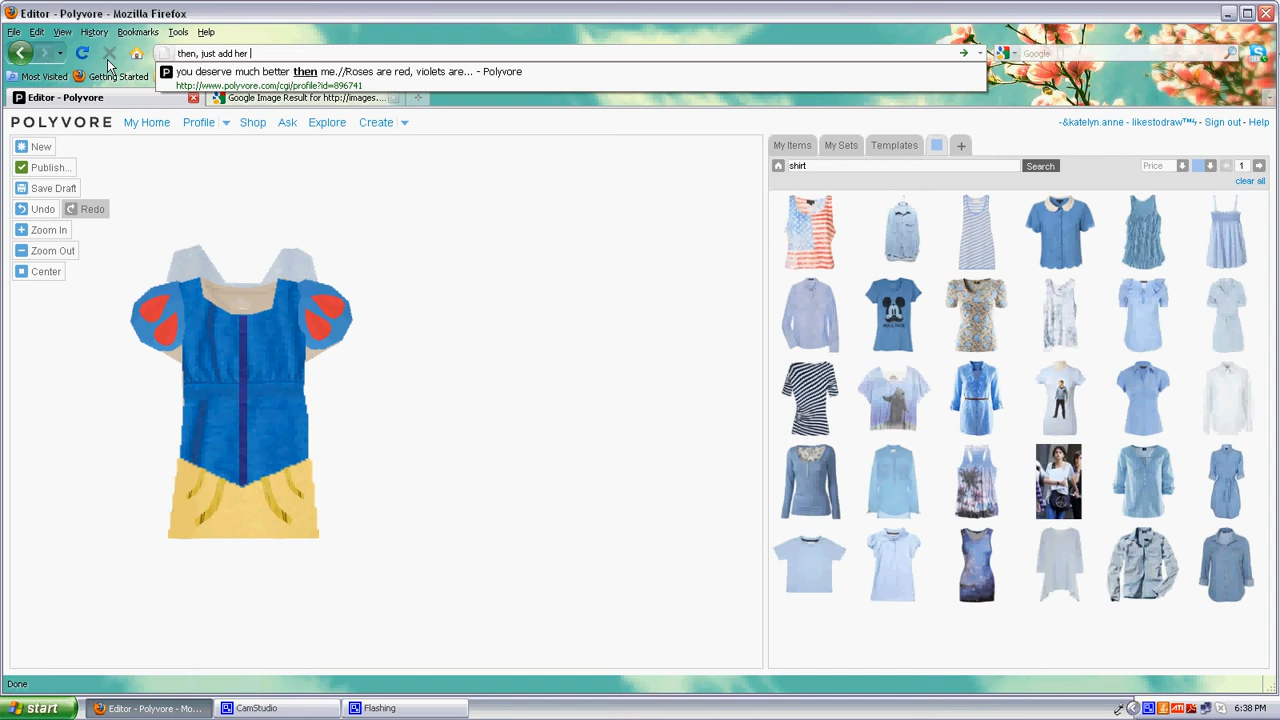 Editor - Polyvore - Mozilla Firefox
File Edit View History Bookmarks Tools Help
then, just add her
Google
Most Visited Getting Started
you deserve much better then me.//Roses are red, violets are... - Polyvore
http://www.polyvore.com/cgi/profile?id=896741
Editor - Polyvore
Google Image Result for http://images....
POLYVORE My Home Profile Shop Ask Explore Create
-&katelyn.anne - likestodraw™ϟ - Sign out - Help
New
Publish...
Save Draft
Undo Redo
Zoom In
Zoom Out
Center
My Items My Sets Templates +
shirt Search Price 1
clear all
Done
start Editor - Polyvore - Mo... CamStudio Flashing ATI 6:38 PM